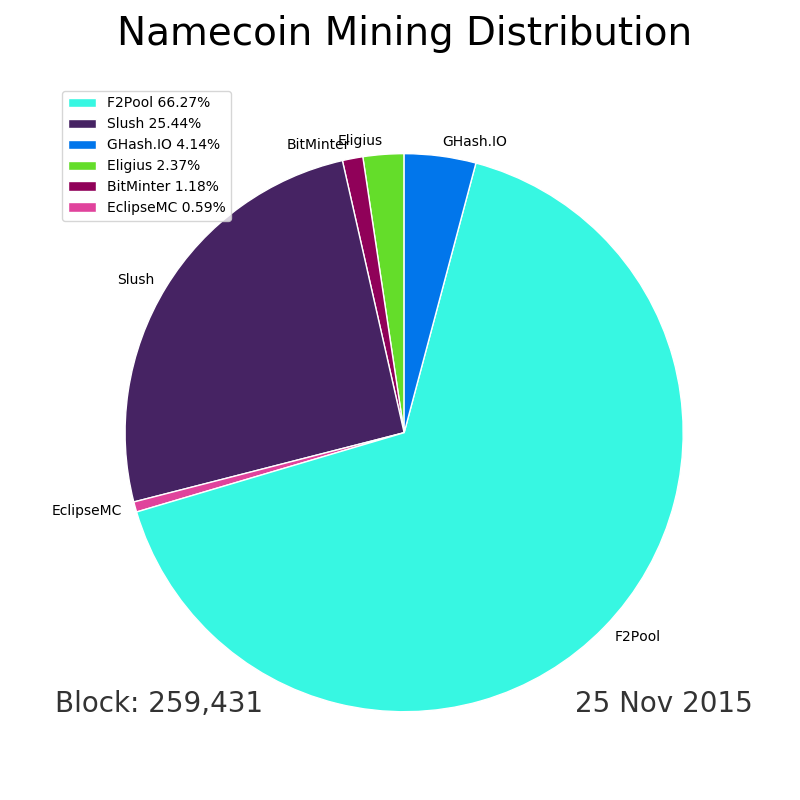 Namecoin Mining Distribution
F2Pool 66.27%
Slush 25.44%
GHash.IO 4.14%
Eligius 2.37%
BitMinter 1.18%
EclipseMC 0.59%
BitMinter
Eligius
GHash.IO
Slush
EclipseMC
F2Pool
Block: 259,431
25 Nov 2015